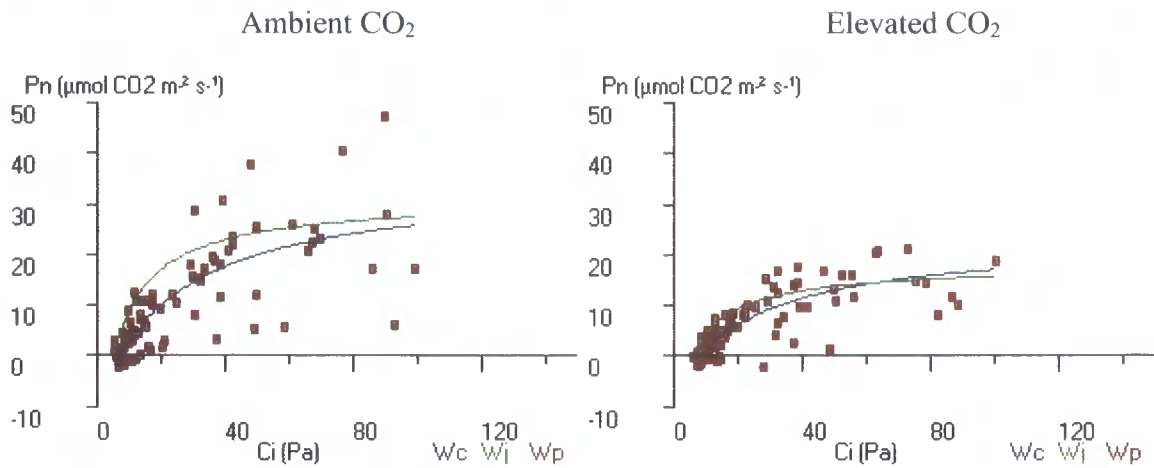 Ambient CO₂
Pn (µmol CO2 m-² s-¹)
50
40
30
20
10
0
-10
0 40 80 120
Ci (Pa)
Wc Wj Wp
Elevated CO₂
Pn (µmol CO2 m-² s-¹)
50
40
30
20
10
0
-10
0 40 80 120
Ci (Pa)
Wc Wj Wp